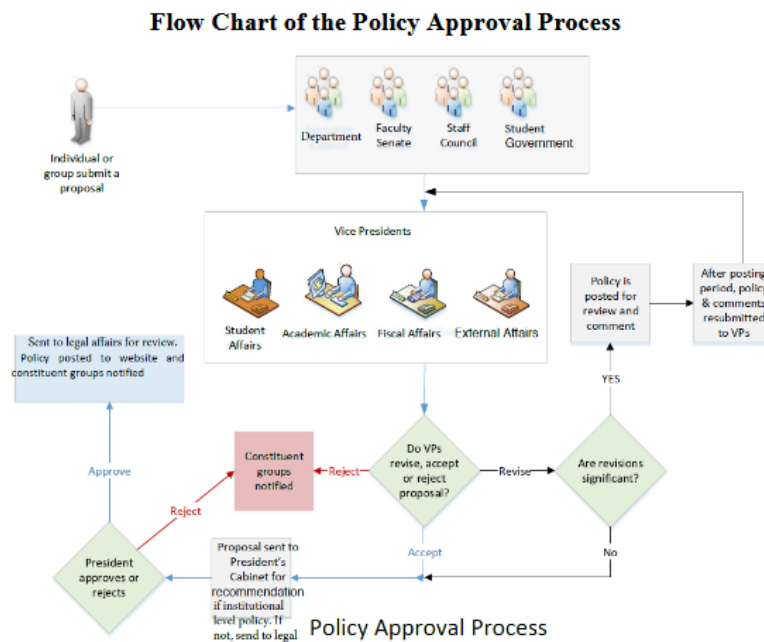 Flow Chart of the Policy Approval Process
Individual or
group submit a
proposal
Department
Faculty
Senate
Staff
Council
Student
Government
Vice Presidents
Student
Affairs
Academic Affairs
Fiscal Affairs
External Affairs
Policy is
posted for
review and
comment
After posting
period, policy
& comments
resubmitted
to VPs
Sent to legal affairs for review.
Policy posted to website and
constituent groups notified
YES
Approve
Constituent
groups
notified
Reject
Do VPs
revise, accept
or reject
proposal?
Revise
Are revisions
significant?
Reject
Accept
No
President
approves or
rejects
Proposal sent to
President's
Cabinet for
recommendation
if institutional
level policy. If
not, send to legal
Policy Approval Process